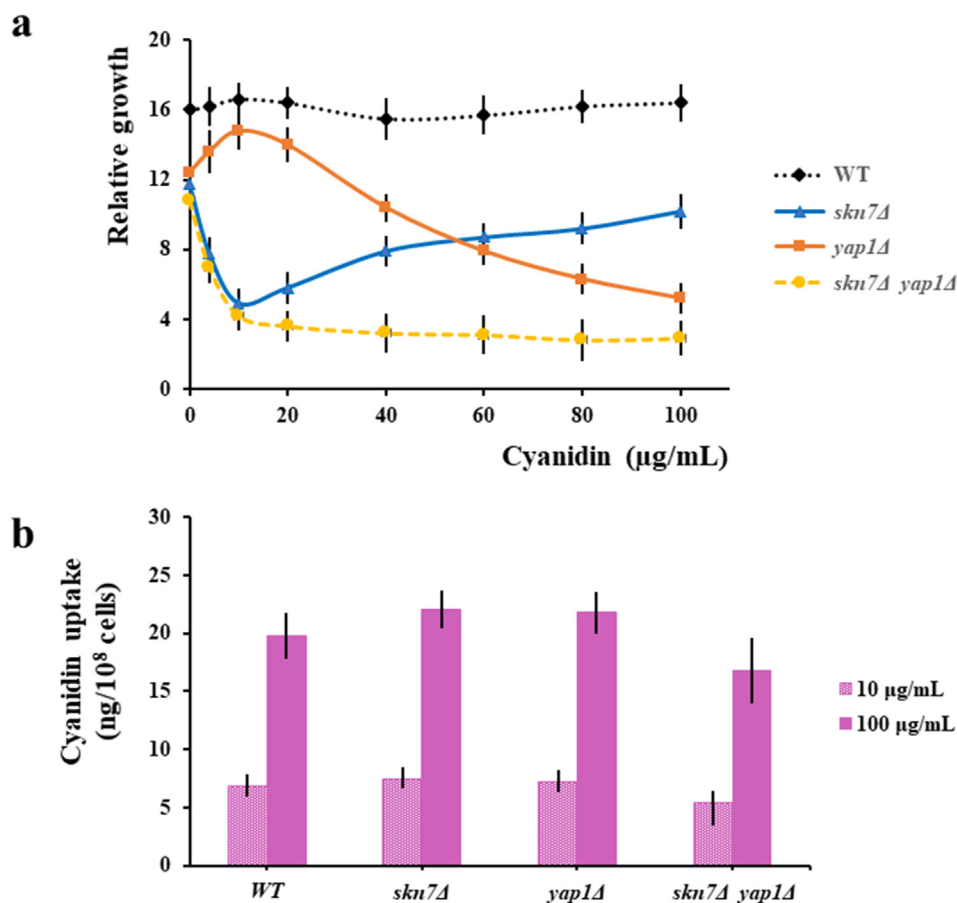 a
20
16
12
8
4
0
Relative growth
0 20 40 60 80 100
Cyanidin (µg/mL)
WT
skn7Δ
yap1Δ
skn7Δ yap1Δ
b
30
25
20
15
10
5
0
Cyanidin uptake
(ng/10⁸ cells)
WT skn7Δ yap1Δ skn7Δ yap1Δ
10 µg/mL
100 µg/mL